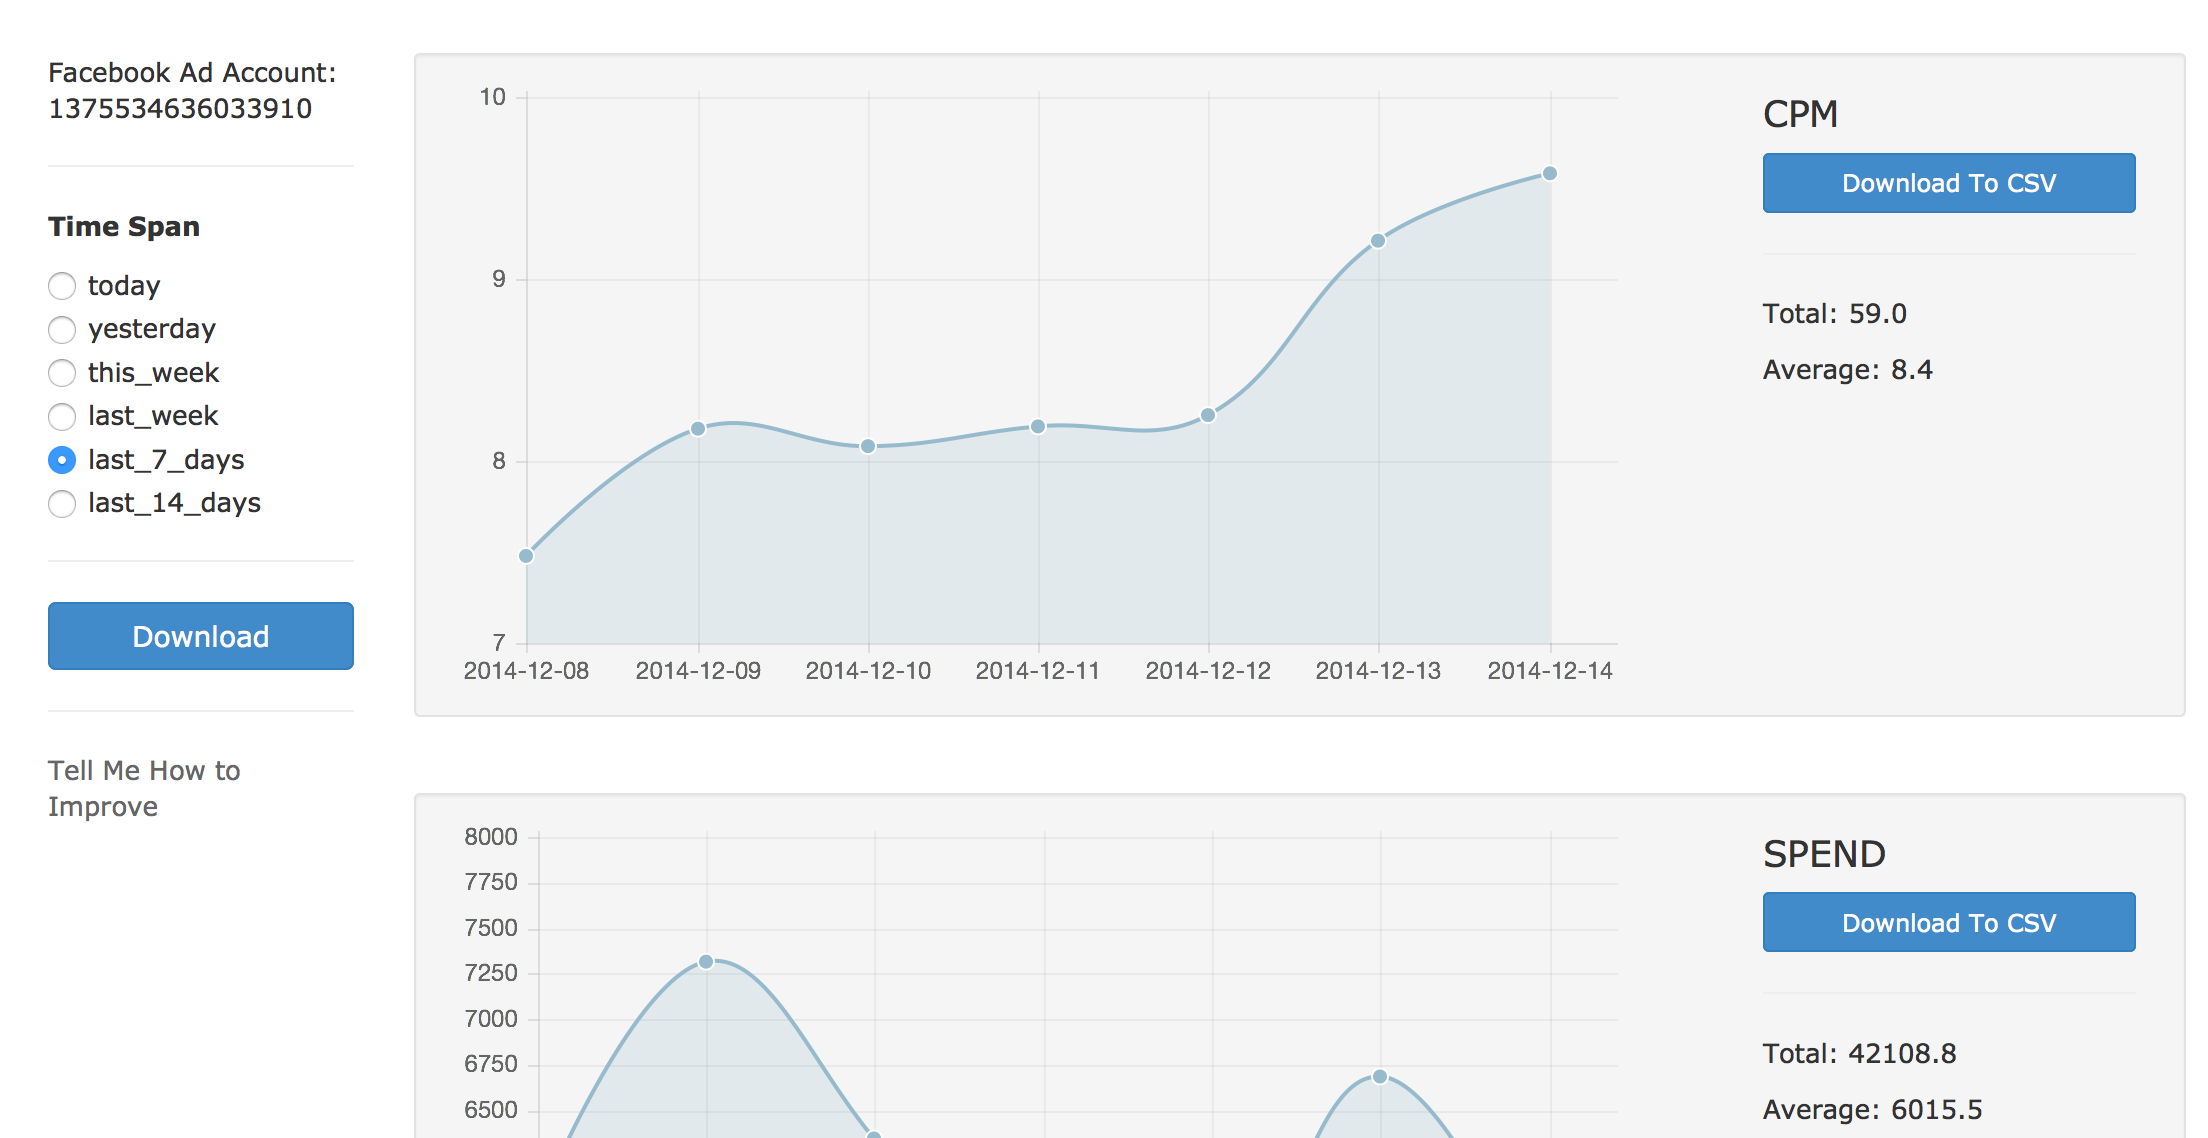 Facebook Ad Account:
1375534636033910
Time Span
today
yesterday
this_week
last_week
last_7_days
last_14_days
Download
Tell Me How to
Improve
10
9
8
7
2014-12-08 2014-12-09 2014-12-10 2014-12-11 2014-12-12 2014-12-13 2014-12-14
CPM
Download To CSV
Total: 59.0
Average: 8.4
8000
7750
7500
7250
7000
6750
6500
SPEND
Download To CSV
Total: 42108.8
Average: 6015.5